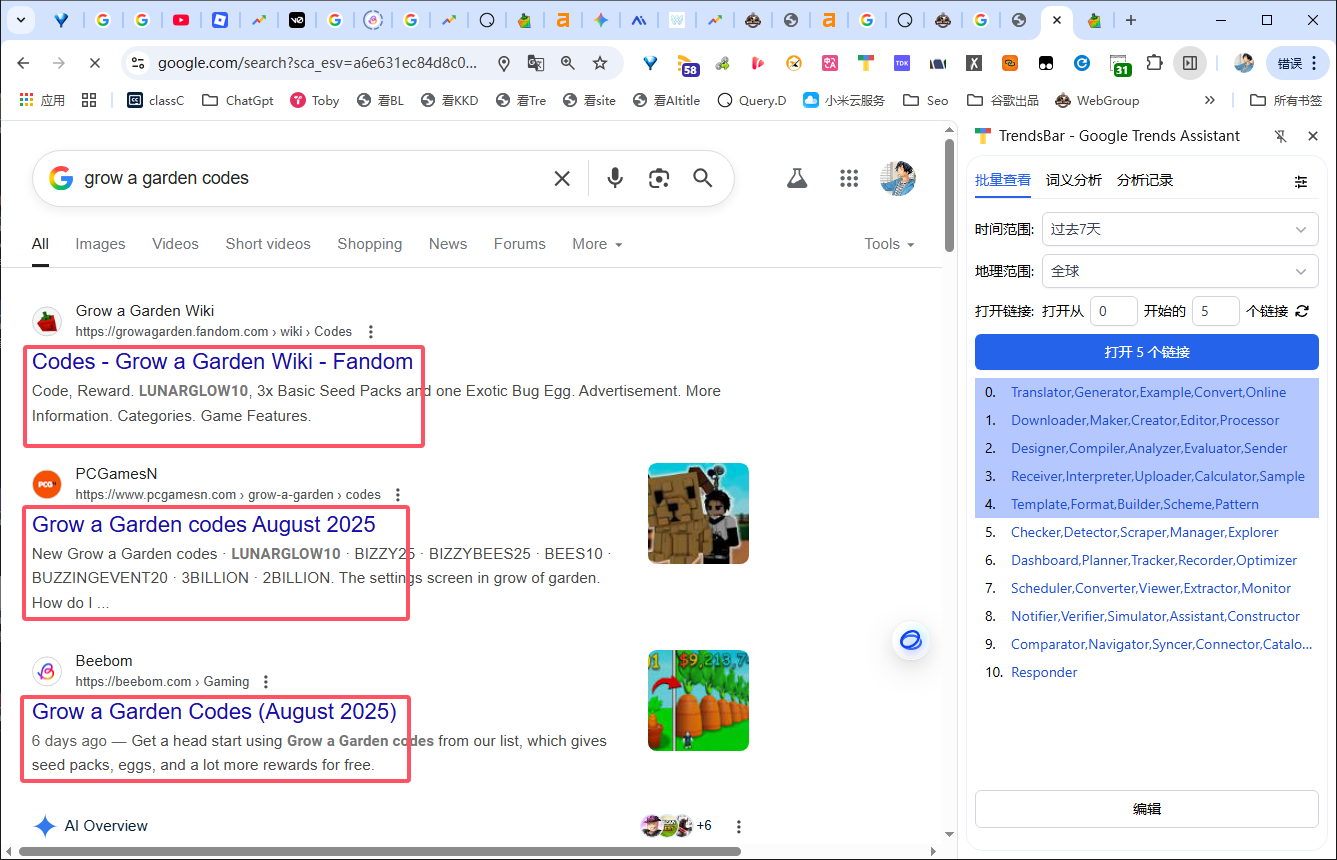 google.com/search?sca_esv=a6e631ec84d8c0...
58
TDK
31
错误
应用
classC
ChatGpt
Toby
看BL
看KKD
看Tre
看site
看AItitle
Query.D
小米云服务
Seo
谷歌出品
WebGroup
所有书签
grow a garden codes
All
Images
Videos
Short videos
Shopping
News
Forums
More
Tools
Grow a Garden Wiki
https://growagarden.fandom.com › wiki › Codes
Codes - Grow a Garden Wiki - Fandom
Code, Reward. LUNARGLOW10, 3x Basic Seed Packs and one Exotic Bug Egg. Advertisement. More
Information. Categories. Game Features.
PCG
PCGamesN
https://www.pcgamesn.com › grow-a-garden › codes
Grow a Garden codes August 2025
New Grow a Garden codes · LUNARGLOW10 · BIZZY25 · BIZZYBEES25 · BEES10 ·
BUZZINGEVENT20 · 3BILLION · 2BILLION. The settings screen in grow of garden.
How do I ...
Beebom
https://beebom.com › Gaming
Grow a Garden Codes (August 2025)
6 days ago — Get a head start using Grow a Garden codes from our list, which gives
seed packs, eggs, and a lot more rewards for free.
AI Overview
+6
TrendsBar - Google Trends Assistant
批量查看
词义分析
分析记录
时间范围:
过去7天
地理范围:
全球
打开链接: 打开从 0 开始的 5 个链接
打开 5 个链接
0. Translator,Generator,Example,Convert,Online
1. Downloader,Maker,Creator,Editor,Processor
2. Designer,Compiler,Analyzer,Evaluator,Sender
3. Receiver,Interpreter,Uploader,Calculator,Sample
4. Template,Format,Builder,Scheme,Pattern
5. Checker,Detector,Scraper,Manager,Explorer
6. Dashboard,Planner,Tracker,Recorder,Optimizer
7. Scheduler,Converter,Viewer,Extractor,Monitor
8. Notifier,Verifier,Simulator,Assistant,Constructor
9. Comparator,Navigator,Syncer,Connector,Catalo...
10. Responder
编辑